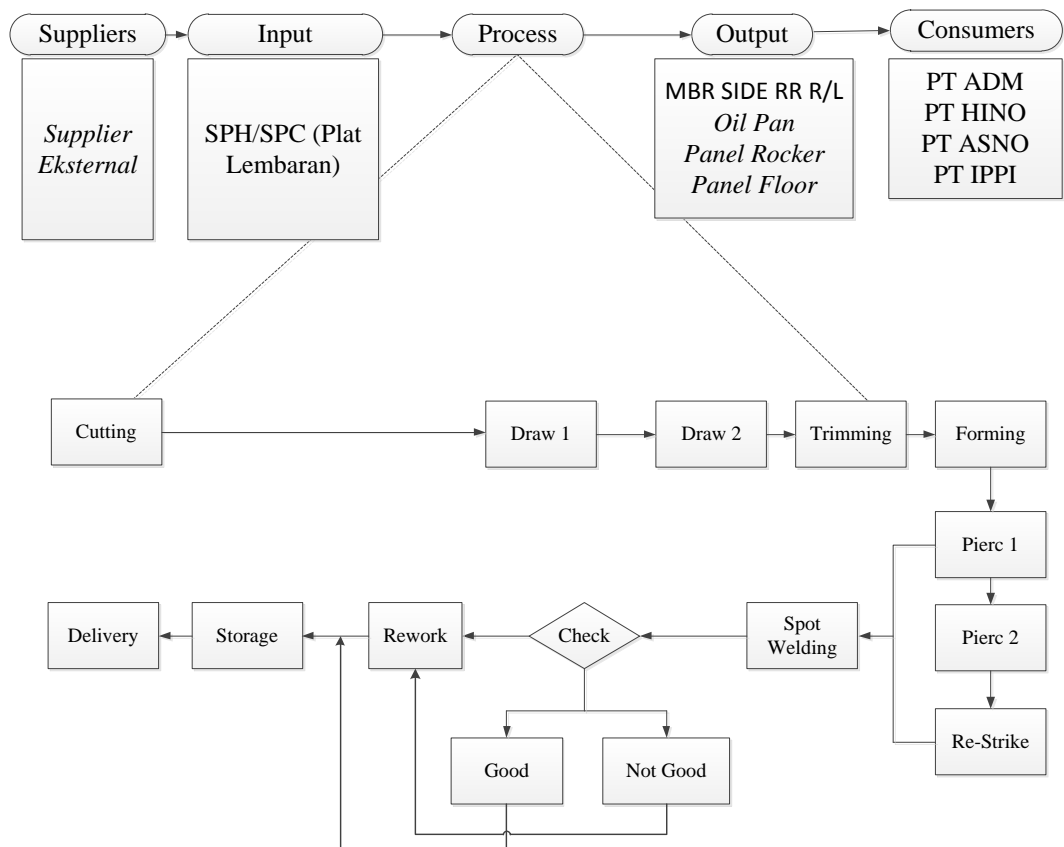 Suppliers
Input
Process
Output
Consumers
Supplier
Eksternal
SPH/SPC (Plat
Lembaran)
MBR SIDE RR R/L
Oil Pan
Panel Rocker
Panel Floor
PT ADM
PT HINO
PT ASNO
PT IPPI
Cutting
Draw 1
Draw 2
Trimming
Forming
Pierc 1
Pierc 2
Re-Strike
Spot
Welding
Check
Rework
Storage
Delivery
Good
Not Good